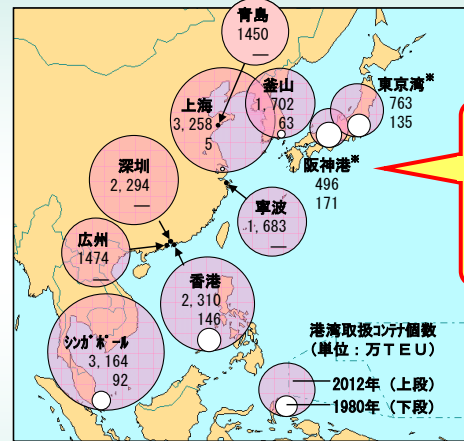 青島
1450
―
上海
3,258
5
釜山
1,702
63
東京湾※
763
135
阪神港※
496
171
深圳
2,294
―
寧波
1,683
―
広州
1474
―
香港
2,310
146
ｼﾝｶﾞﾎﾟｰﾙ
3,164
92
港湾取扱ｺﾝﾃﾅ個数
(単位：万ＴＥＵ)
2012年（上段）
1980年（下段）